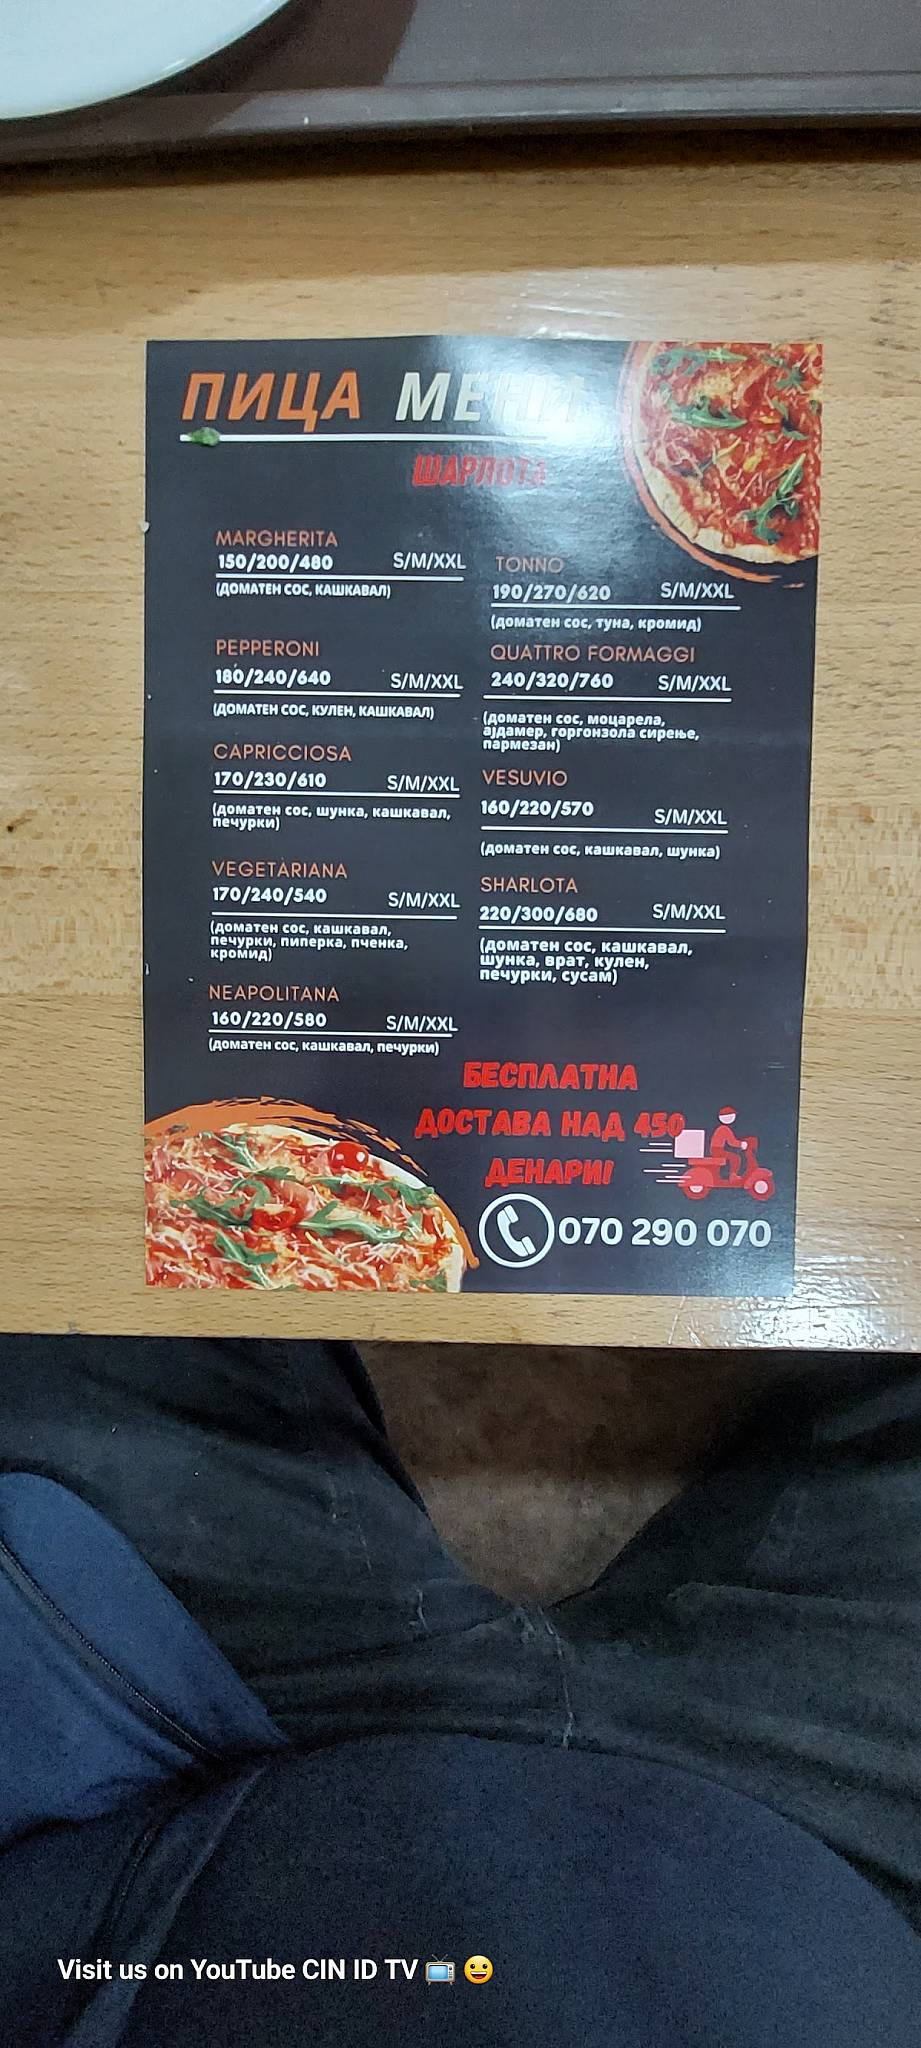 ПИЦА МЕНИ
ШАРЛОТА
MARGHERITA
150/200/480 S/M/XXL
(ДОМАТЕН СОС, КАШКАВАЛ)
PEPPERONI
180/240/640 S/M/XXL
(ДОМАТЕН СОС, КУЛЕН, КАШКАВАЛ)
CAPRICCIOSA
170/230/610 S/M/XXL
(доматен сос, шунка, кашкавал,
печурки)
VEGETARIANA
170/240/540 S/M/XXL
(доматен сос, кашкавал,
печурки, пиперка, пченка,
кромид)
NEAPOLITANA
160/220/580 S/M/XXL
(доматен сос, кашкавал, печурки)
TONNO
190/270/620 S/M/XXL
(доматен сос, туна, кромид)
QUATTRO FORMAGGI
240/320/760 S/M/XXL
(доматен сос, моцарела,
ајдамер, горгонзола сирење,
пармезан)
VESUVIO
160/220/570 S/M/XXL
(доматен сос, кашкавал, шунка)
SHARLOTA
220/300/680 S/M/XXL
(доматен сос, кашкавал,
шунка, врат, кулен,
печурки, сусам)
БЕСПЛАТНА
ДОСТАВА НАД 450
ДЕНАРИ!
070 290 070
Visit us on YouTube CIN ID TV 📺 😀